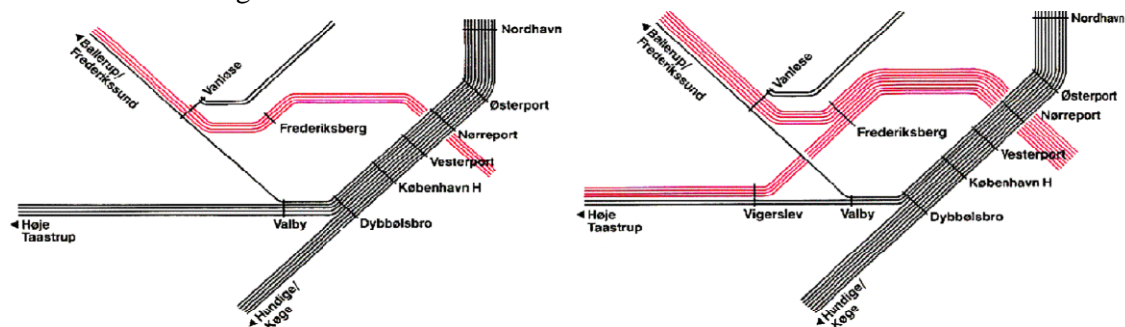 Nordhavn
◀Ballerup/
Frederikssund
Vanløse
Østerport
Frederiksberg
Nørreport
Vesterport
København H
◀Høje
Taastrup
Valby
Dybbølsbro
◀Hundige/
Køge
Nordhavn
◀Ballerup/
Frederikssund
Vanløse
Østerport
Nørreport
Frederiksberg
Vesterport
København H
◀Høje
Taastrup
Vigerslev
Valby
Dybbølsbro
◀Hundige/
Køge